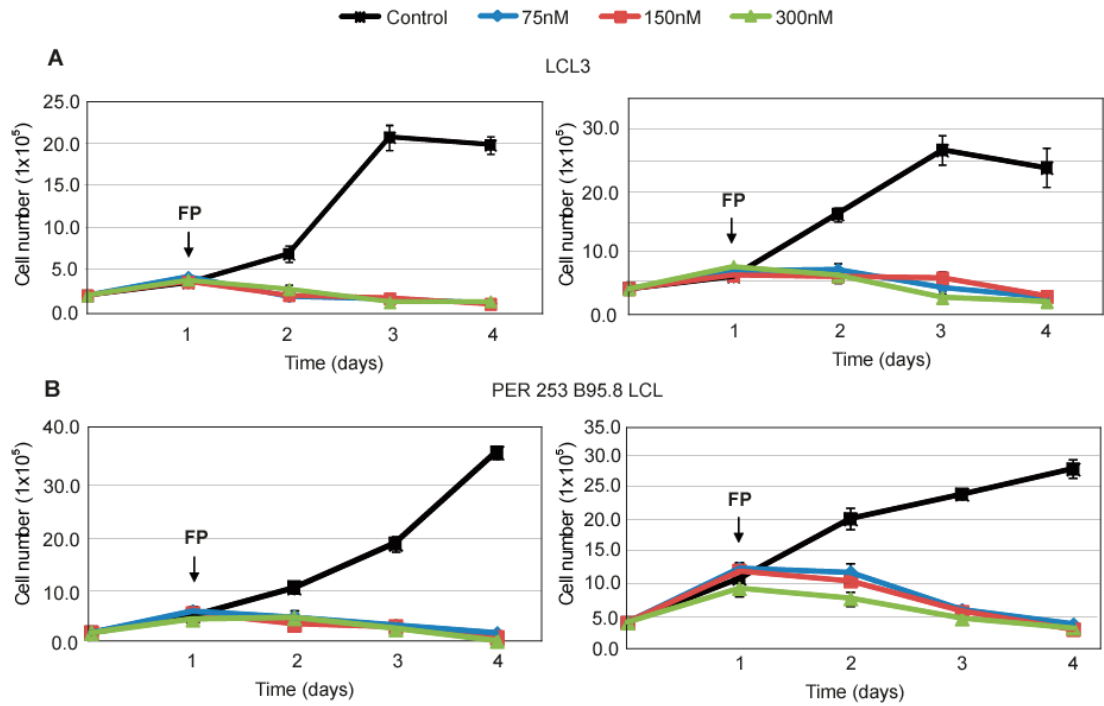 Control 75nM 150nM 300nM
A
LCL3
Cell number (1x10⁵)
25.0
20.0
15.0
10.0
5.0
0.0
FP
1 2 3 4
Time (days)
Cell number (1x10⁵)
30.0
20.0
10.0
0.0
FP
1 2 3 4
Time (days)
B
PER 253 B95.8 LCL
Cell number (1x10⁵)
40.0
30.0
20.0
10.0
0.0
FP
1 2 3 4
Time (days)
Cell number (1x10⁵)
35.0
30.0
25.0
20.0
15.0
10.0
5.0
0.0
FP
1 2 3 4
Time (days)